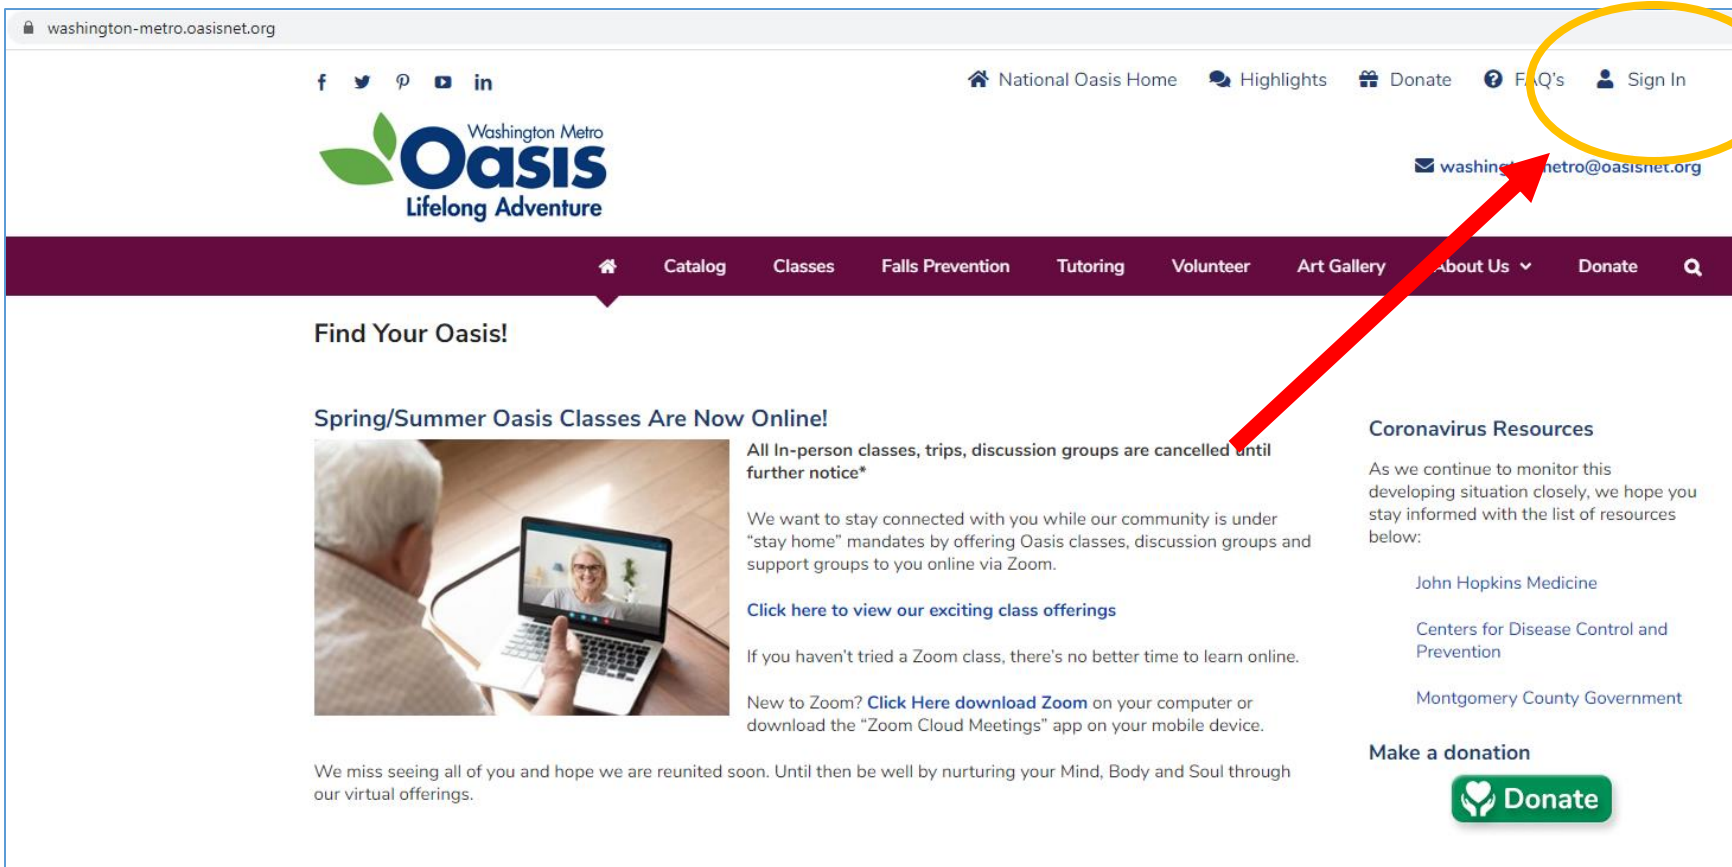 washington-metro.oasisnet.org
National Oasis Home Highlights Donate FAQ's Sign In
Washington Metro
Oasis
Lifelong Adventure
washington-metro@oasisnet.org
Catalog Classes Falls Prevention Tutoring Volunteer Art Gallery About Us Donate
Find Your Oasis!
Spring/Summer Oasis Classes Are Now Online!
All In-person classes, trips, discussion groups are cancelled until
further notice*
We want to stay connected with you while our community is under
“stay home” mandates by offering Oasis classes, discussion groups and
support groups to you online via Zoom.
Click here to view our exciting class offerings
If you haven’t tried a Zoom class, there’s no better time to learn online.
New to Zoom? Click Here download Zoom on your computer or
download the “Zoom Cloud Meetings” app on your mobile device.
We miss seeing all of you and hope we are reunited soon. Until then be well by nurturing your Mind, Body and Soul through
our virtual offerings.
Coronavirus Resources
As we continue to monitor this
developing situation closely, we hope you
stay informed with the list of resources
below:
John Hopkins Medicine
Centers for Disease Control and
Prevention
Montgomery County Government
Make a donation
Donate